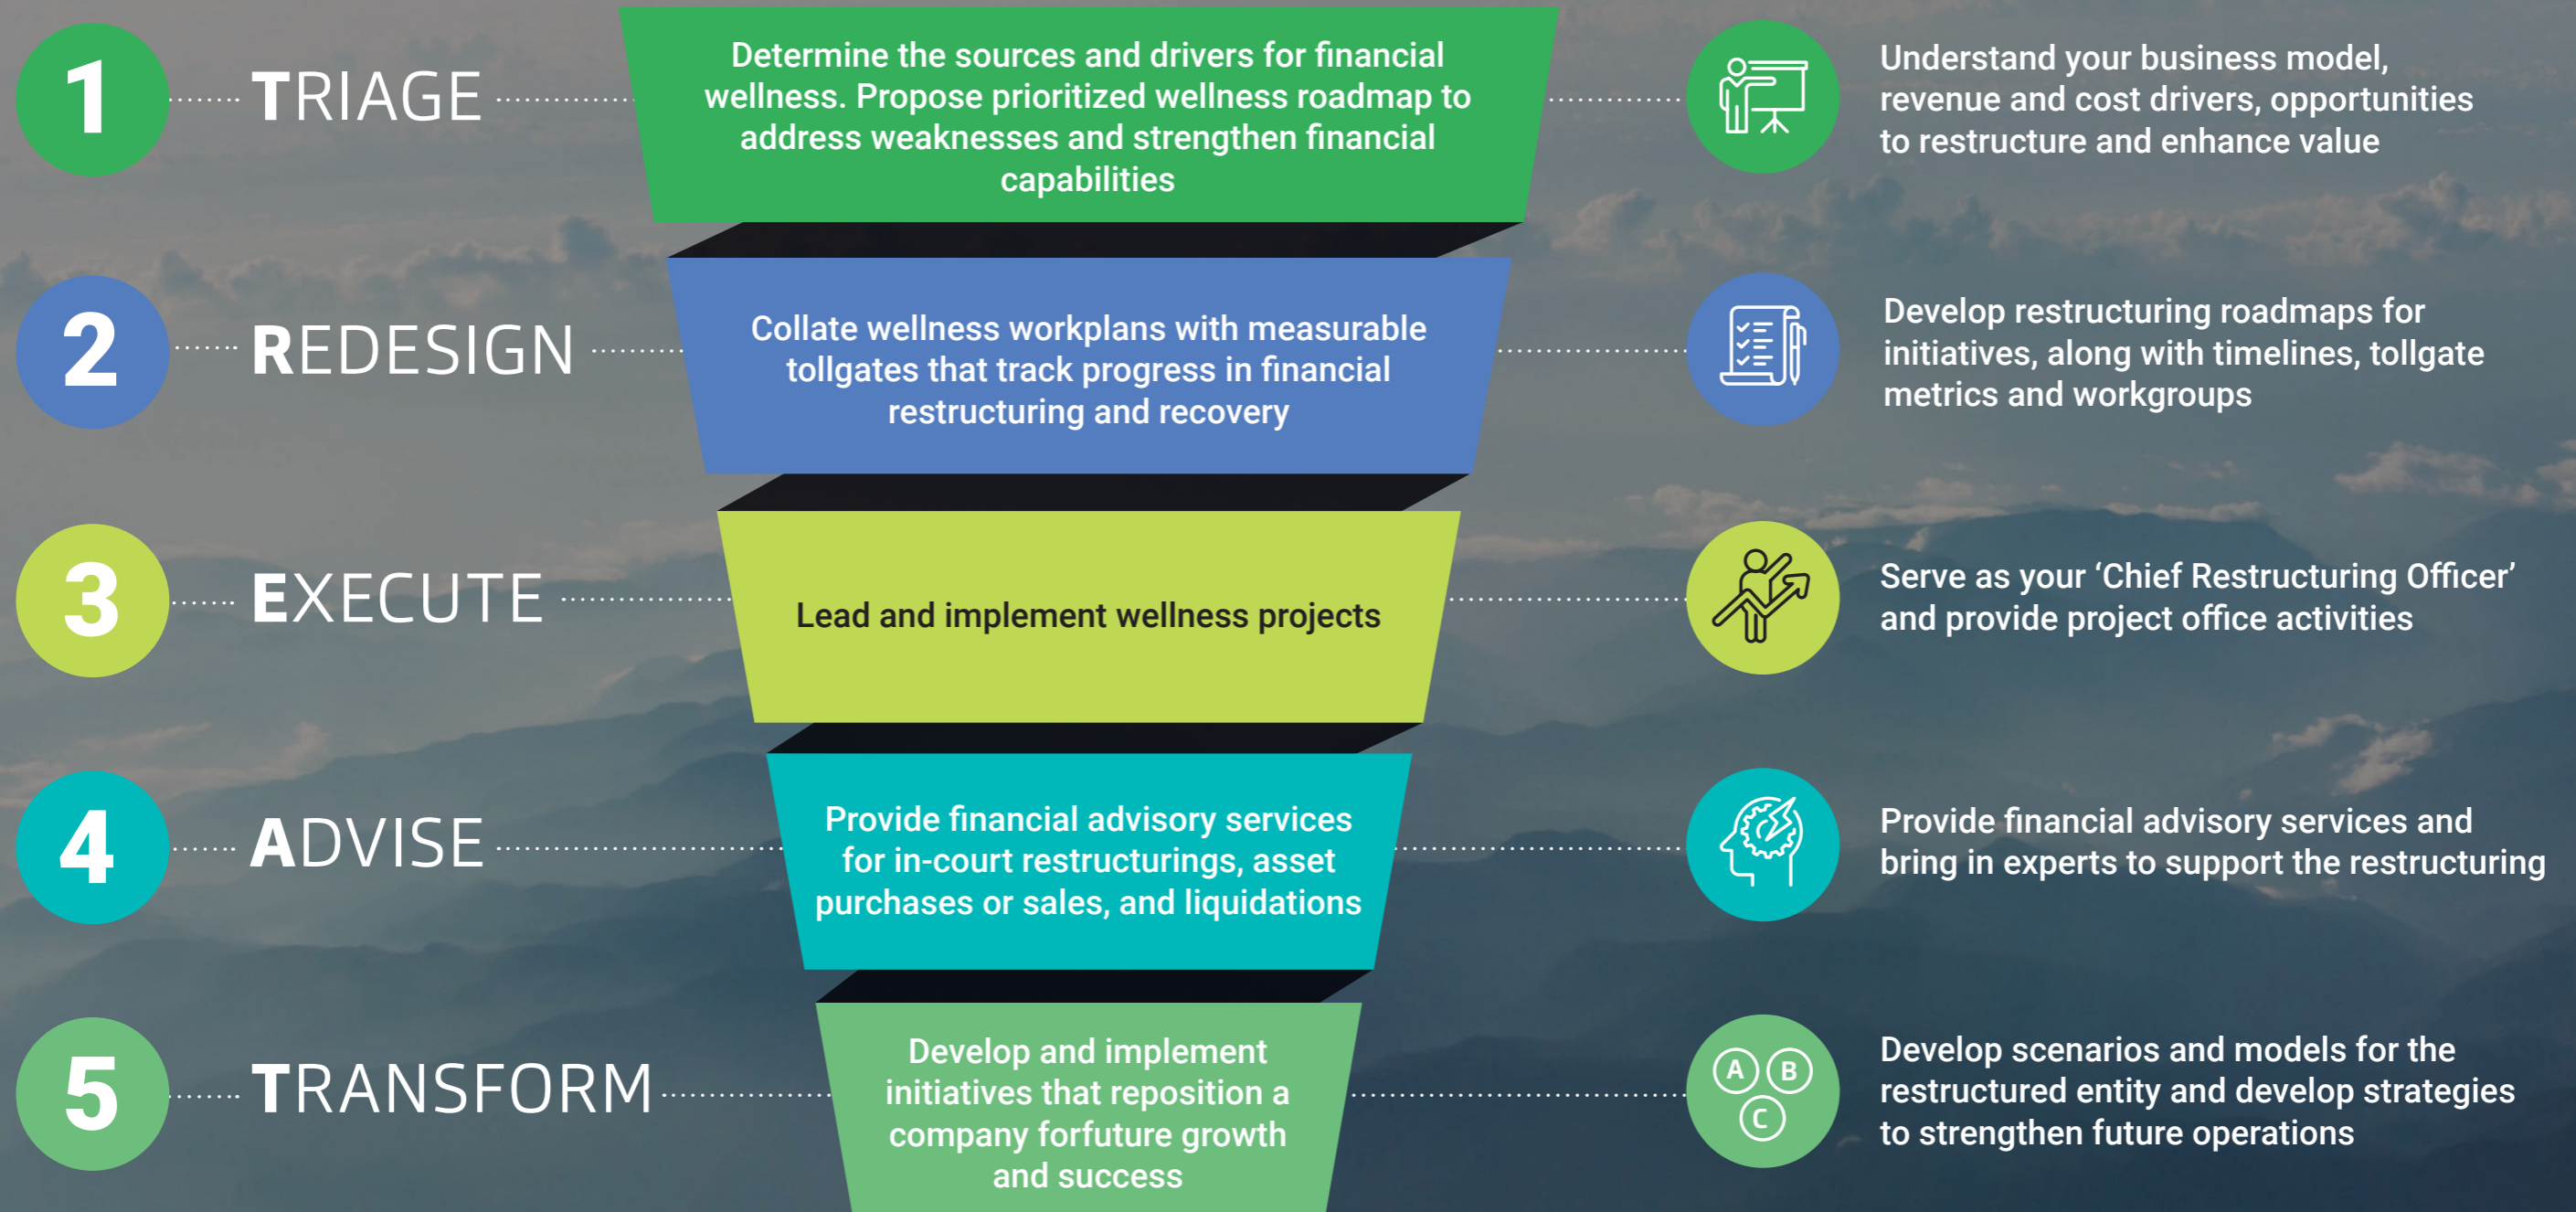 1
TRIAGE
Determine the sources and drivers for financial
wellness. Propose prioritized wellness roadmap to
address weaknesses and strengthen financial
capabilities
Understand your business model,
revenue and cost drivers, opportunities
to restructure and enhance value
2
REDESIGN
Collate wellness workplans with measurable
tollgates that track progress in financial
restructuring and recovery
Develop restructuring roadmaps for
initiatives, along with timelines, tollgate
metrics and workgroups
3
EXECUTE
Lead and implement wellness projects
Serve as your ‘Chief Restructuring Officer’
and provide project office activities
4
ADVISE
Provide financial advisory services
for in-court restructurings, asset
purchases or sales, and liquidations
Provide financial advisory services and
bring in experts to support the restructuring
5
TRANSFORM
Develop and implement
initiatives that reposition a
company forfuture growth
and success
A B
C
Develop scenarios and models for the
restructured entity and develop strategies
to strengthen future operations